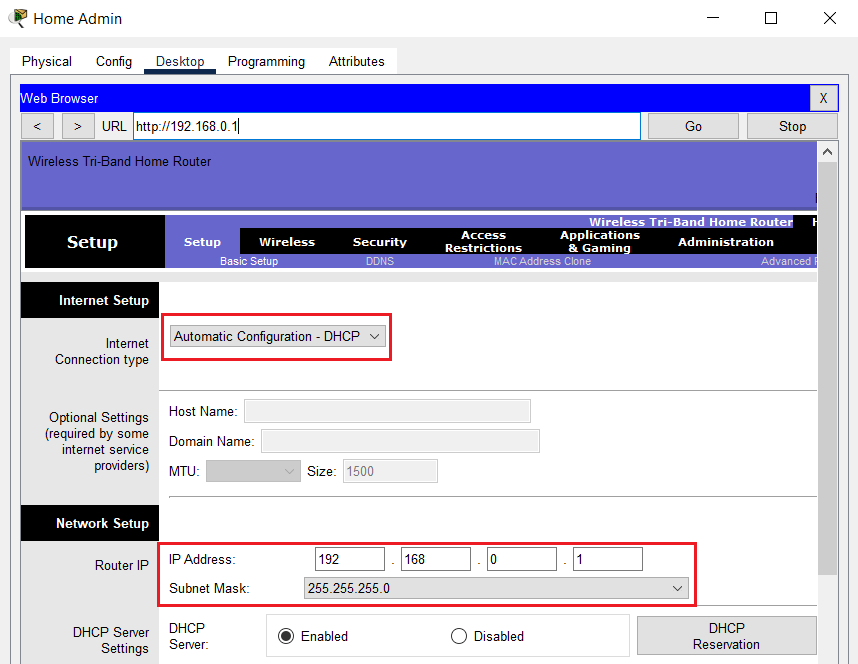 Home Admin
Physical Config Desktop Programming Attributes
Web Browser X
< > URL http://192.168.0.1 Go Stop
Wireless Tri-Band Home Router
Wireless Tri-Band Home Router
Setup
Setup Wireless Security Access Restrictions Applications & Gaming Administration
Basic Setup DDNS MAC Address Clone Advanced
Internet Setup
Internet
Connection type
Automatic Configuration - DHCP
Optional Settings
(required by some
internet service
providers)
Host Name:
Domain Name:
MTU: Size: 1500
Network Setup
Router IP
IP Address: 192 . 168 . 0 . 1
Subnet Mask: 255.255.255.0
DHCP Server
Settings
DHCP
Server:
Enabled Disabled
DHCP
Reservation